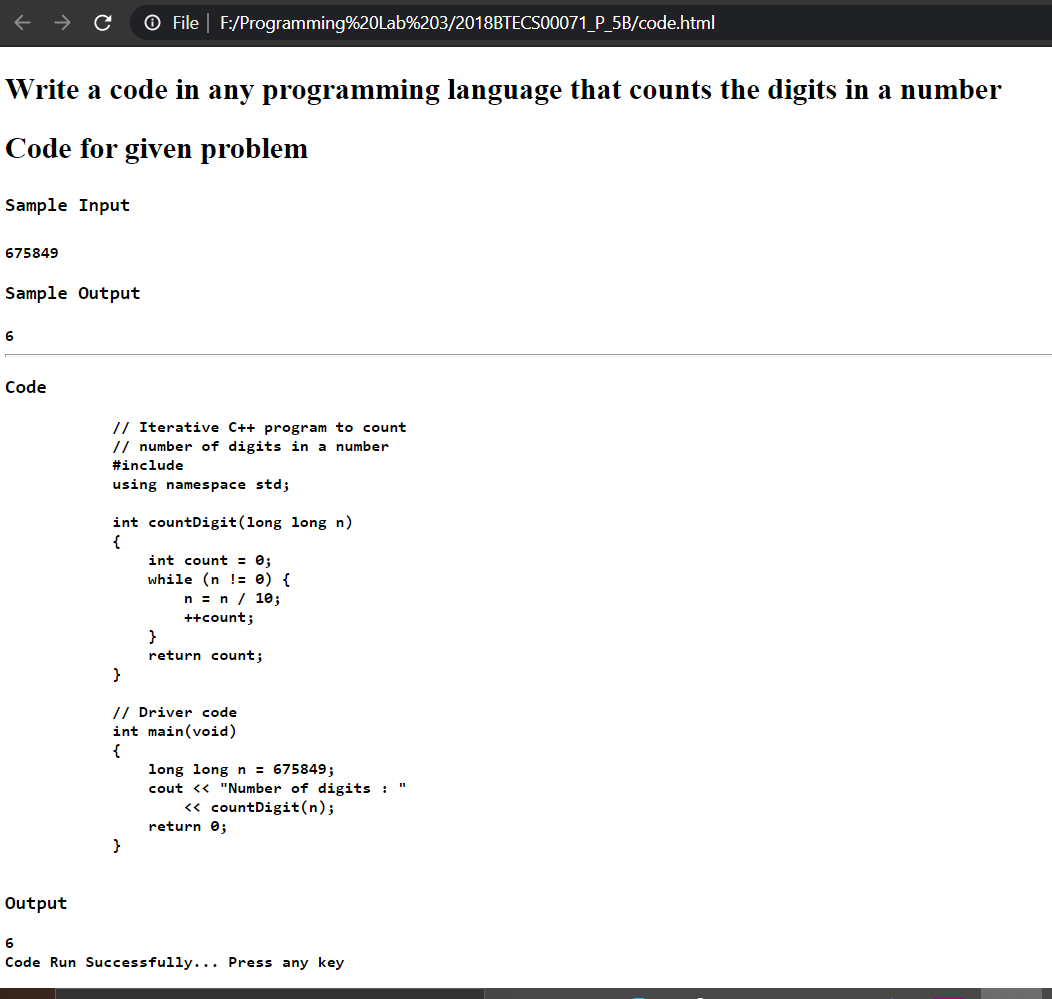 File F:/Programming%20Lab%203/2018BTECS00071_P_5B/code.html
Write a code in any programming language that counts the digits in a number
Code for given problem
Sample Input
675849
Sample Output
6
Code
// Iterative C++ program to count
// number of digits in a number
#include
using namespace std;
int countDigit(long long n)
{
    int count = 0;
    while (n != 0) {
        n = n / 10;
        ++count;
    }
    return count;
}
// Driver code
int main(void)
{
    long long n = 675849;
    cout << "Number of digits : "
        << countDigit(n);
    return 0;
}
Output
6
Code Run Successfully... Press any key